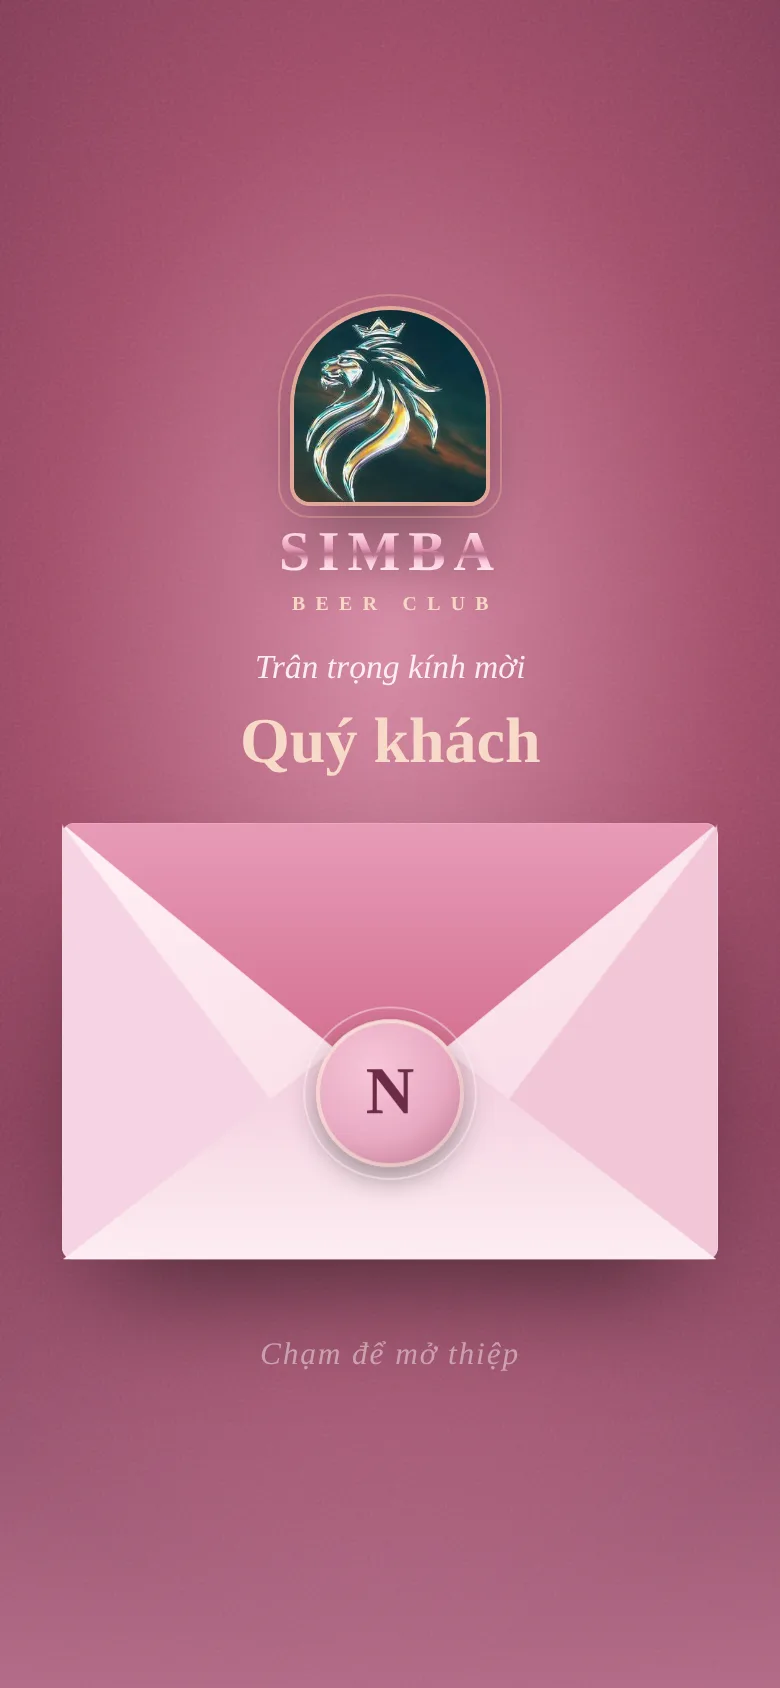 SIMBA
BEER CLUB
Trân trọng kính mời
Quý khách
N
Chạm để mở thiệp